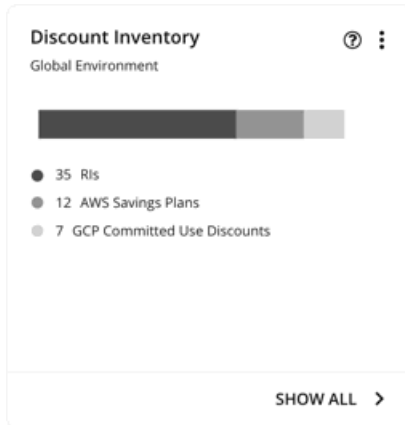 Discount Inventory
Global Environment
35 RIs
12 AWS Savings Plans
7 GCP Committed Use Discounts
SHOW ALL